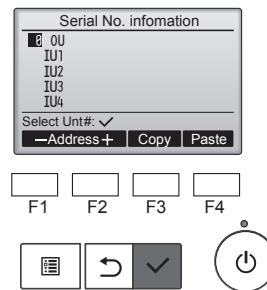 Serial No. infomation
0 OU
IU1
IU2
IU3
IU4
Select Unt#: ✓
−Address+ Copy Paste
F1 F2 F3 F4